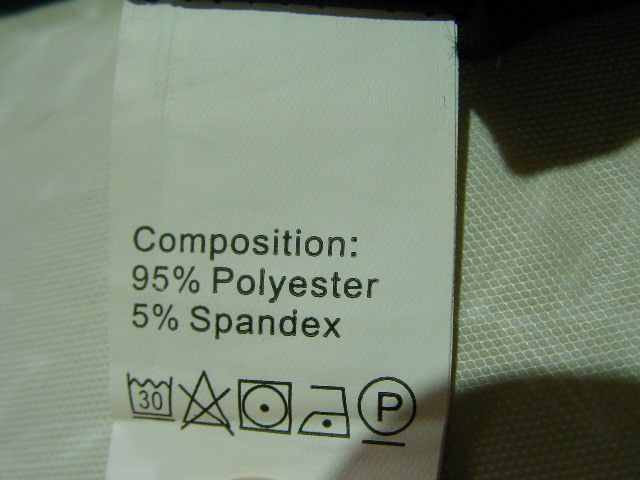 Composition:
95% Polyester
5% Spandex
30 P